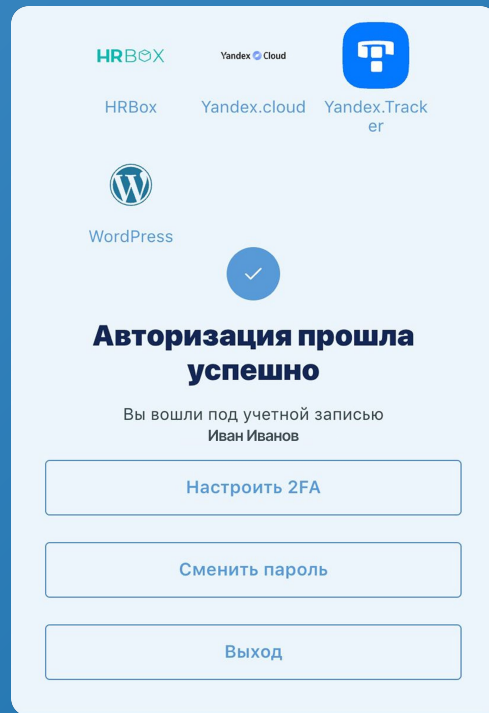 HRBOX
Yandex Cloud
HRBox
Yandex.cloud
Yandex.Track
er
WordPress
Авторизация прошла
успешно
Вы вошли под учетной записью
Иван Иванов
Настроить 2FA
Сменить пароль
Выход